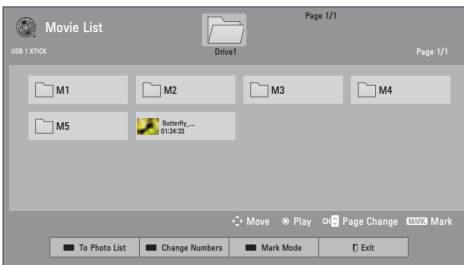 Page 1/1
Movie List
USB 1 XTICK
Drive1
Page 1/1
M1
M2
M3
M4
M5
Butterfly_...
01:34:33
Move
Play
CH
Page Change
MARK
Mark
To Photo List
Change Numbers
Mark Mode
Exit